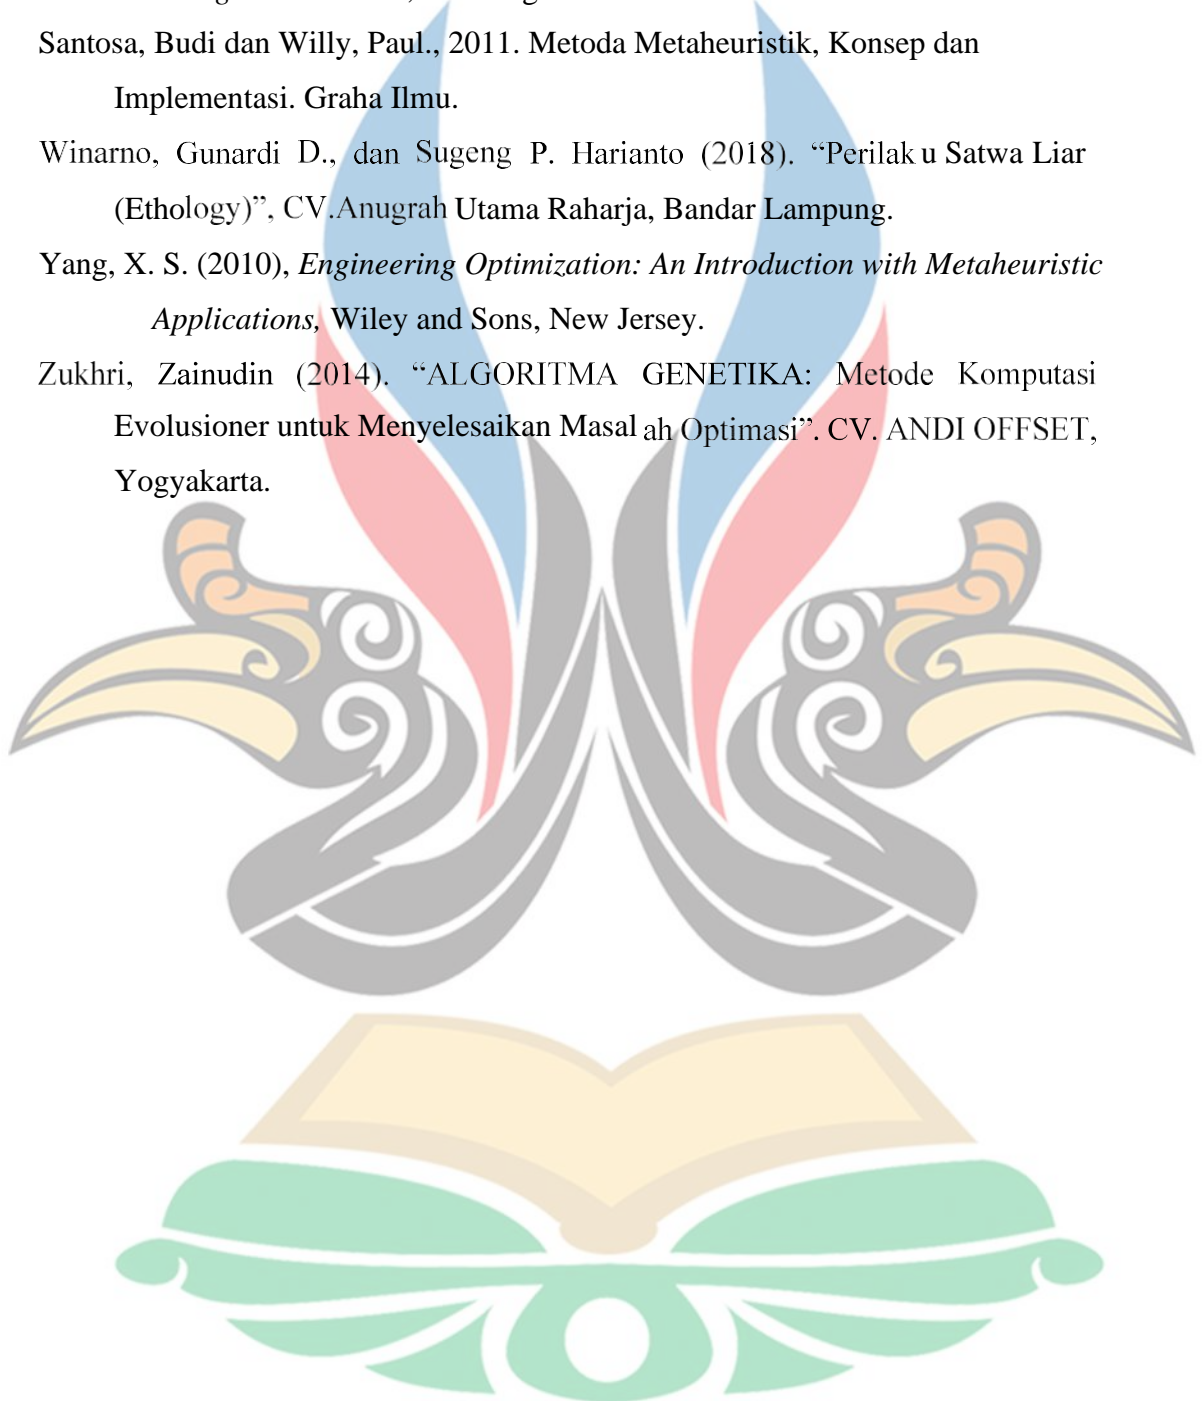 Santosa, Budi dan Willy, Paul., 2011. Metoda Metaheuristik, Konsep dan
Implementasi. Graha Ilmu.
Winarno, Gunardi D., dan Sugeng P. Harianto (2018). “Perilak u Satwa Liar
(Ethology)”, CV.Anugrah Utama Raharja, Bandar Lampung.
Yang, X. S. (2010), Engineering Optimization: An Introduction with Metaheuristic
Applications, Wiley and Sons, New Jersey.
Zukhri, Zainudin (2014). “ALGORITMA GENETIKA: Metode Komputasi
Evolusioner untuk Menyelesaikan Masal ah Optimasi”. CV. ANDI OFFSET,
Yogyakarta.